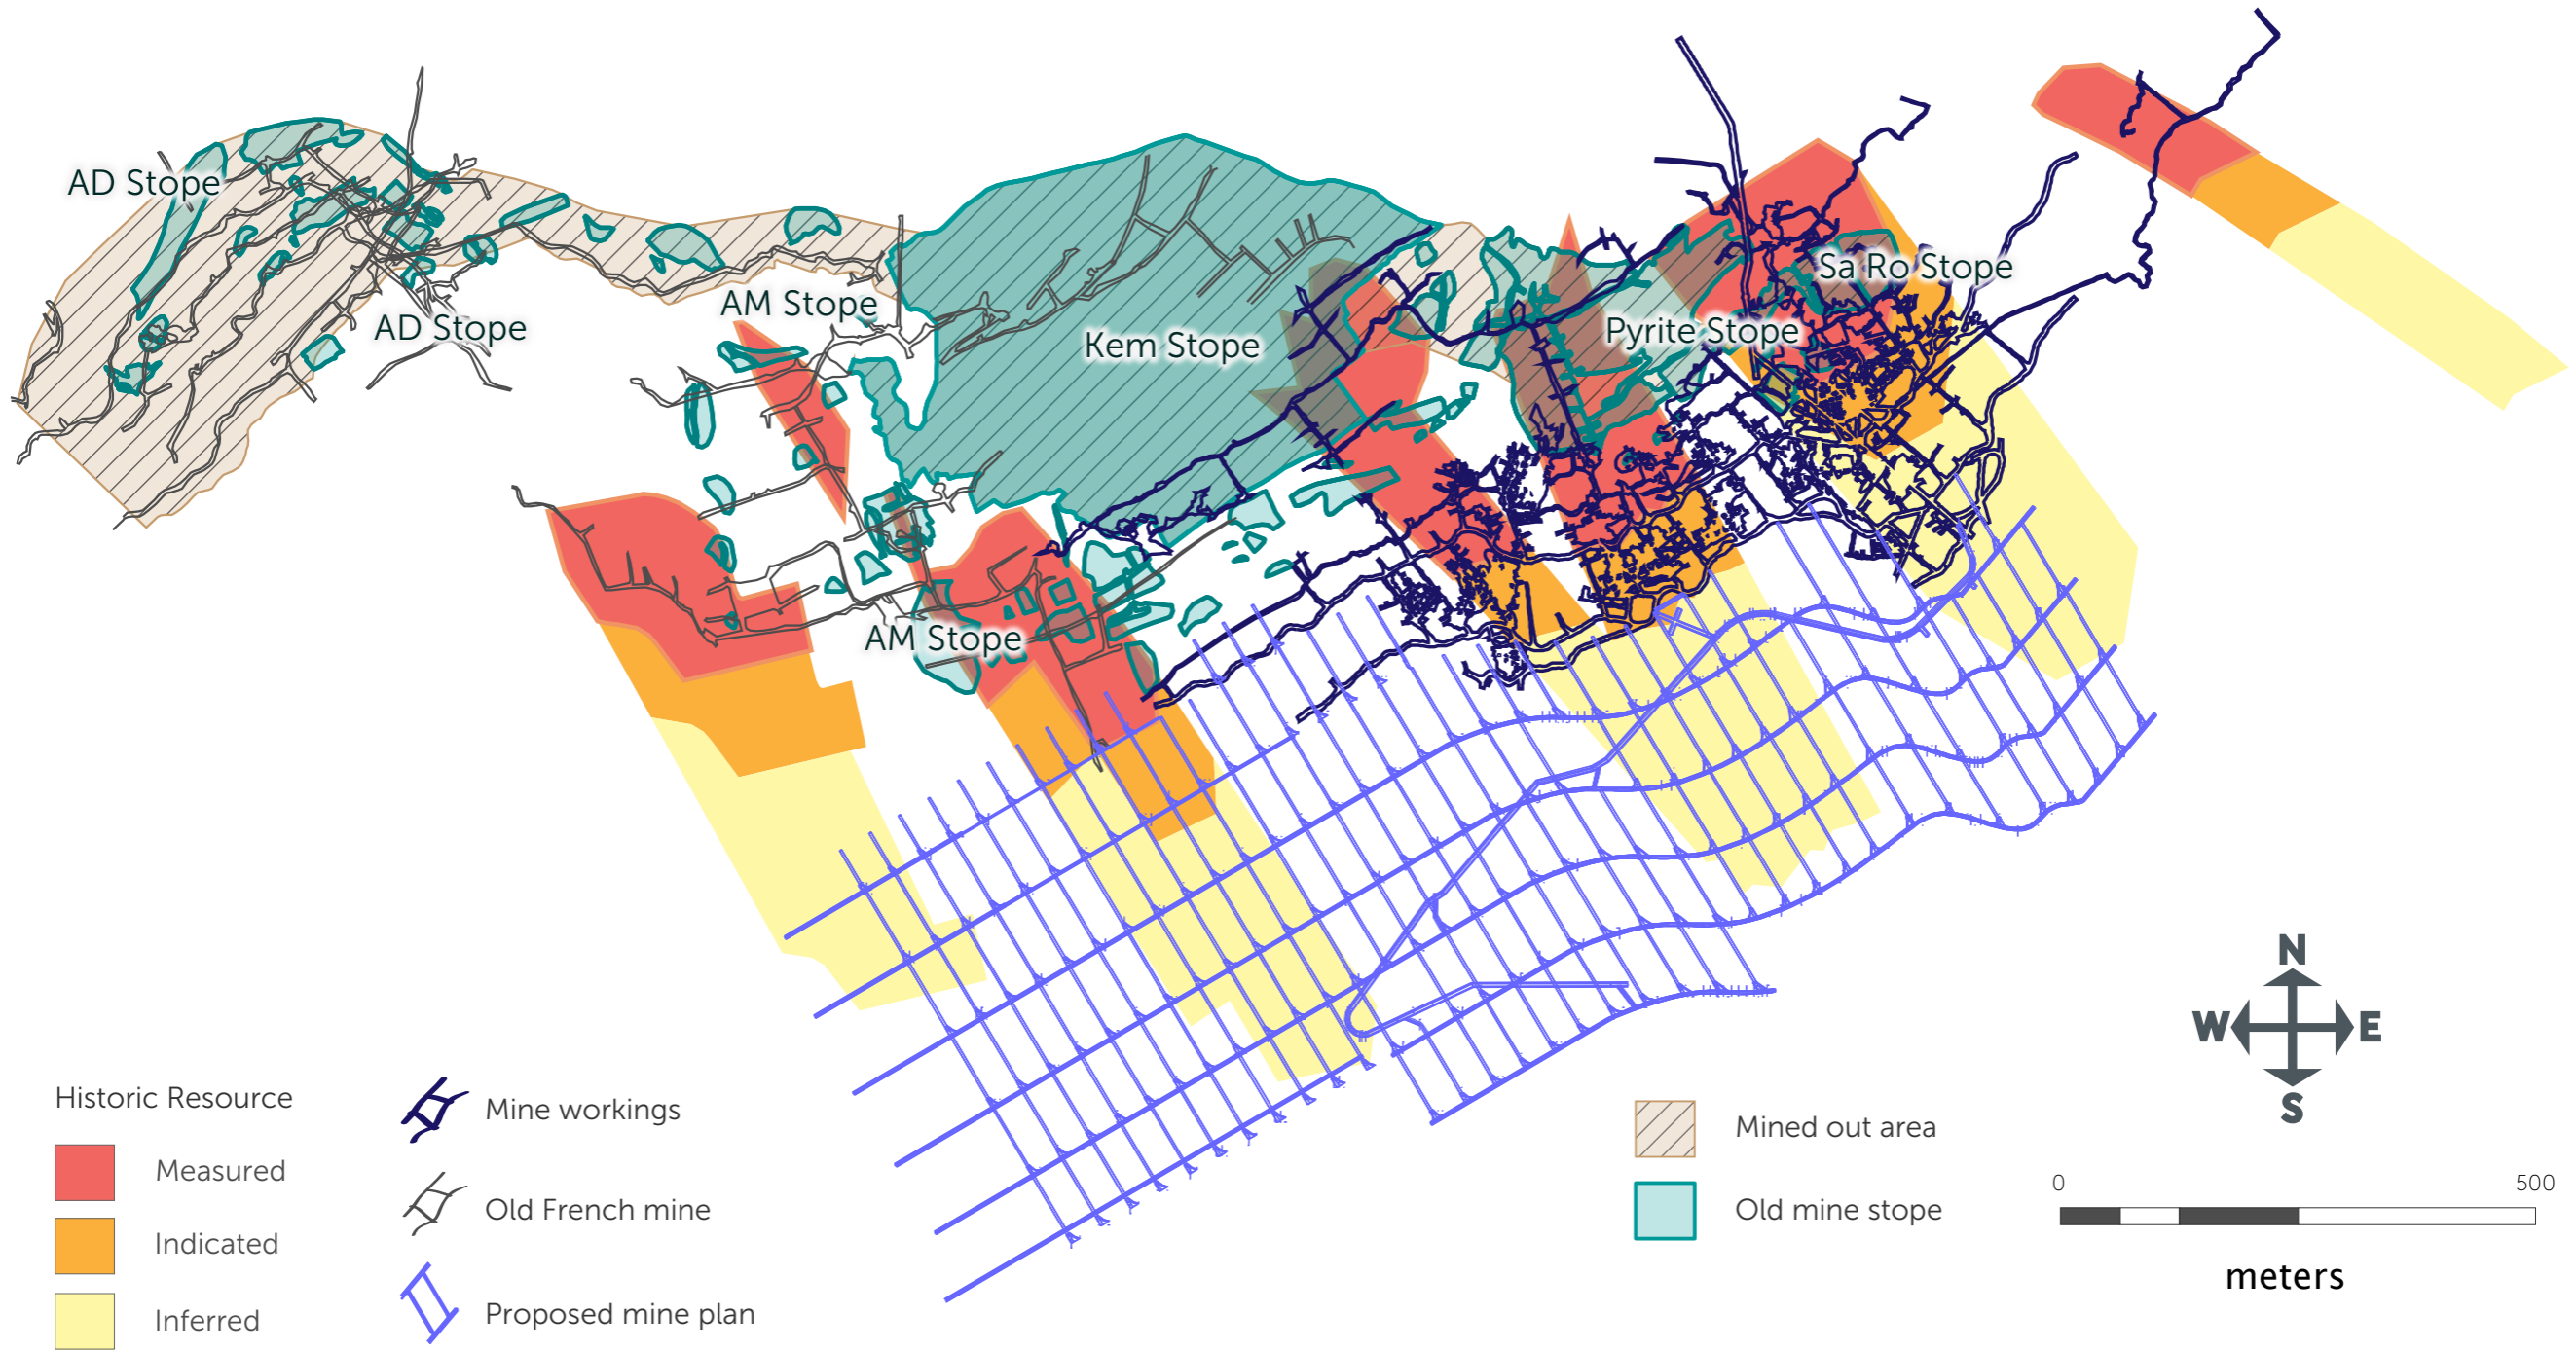 AD Stope
AD Stope
AM Stope
Kem Stope
Sa Ro Stope
Pyrite Stope
AM Stope
N
W E
S
Historic Resource
Measured
Indicated
Inferred
Mine workings
Old French mine
Proposed mine plan
Mined out area
Old mine stope
0 500
meters